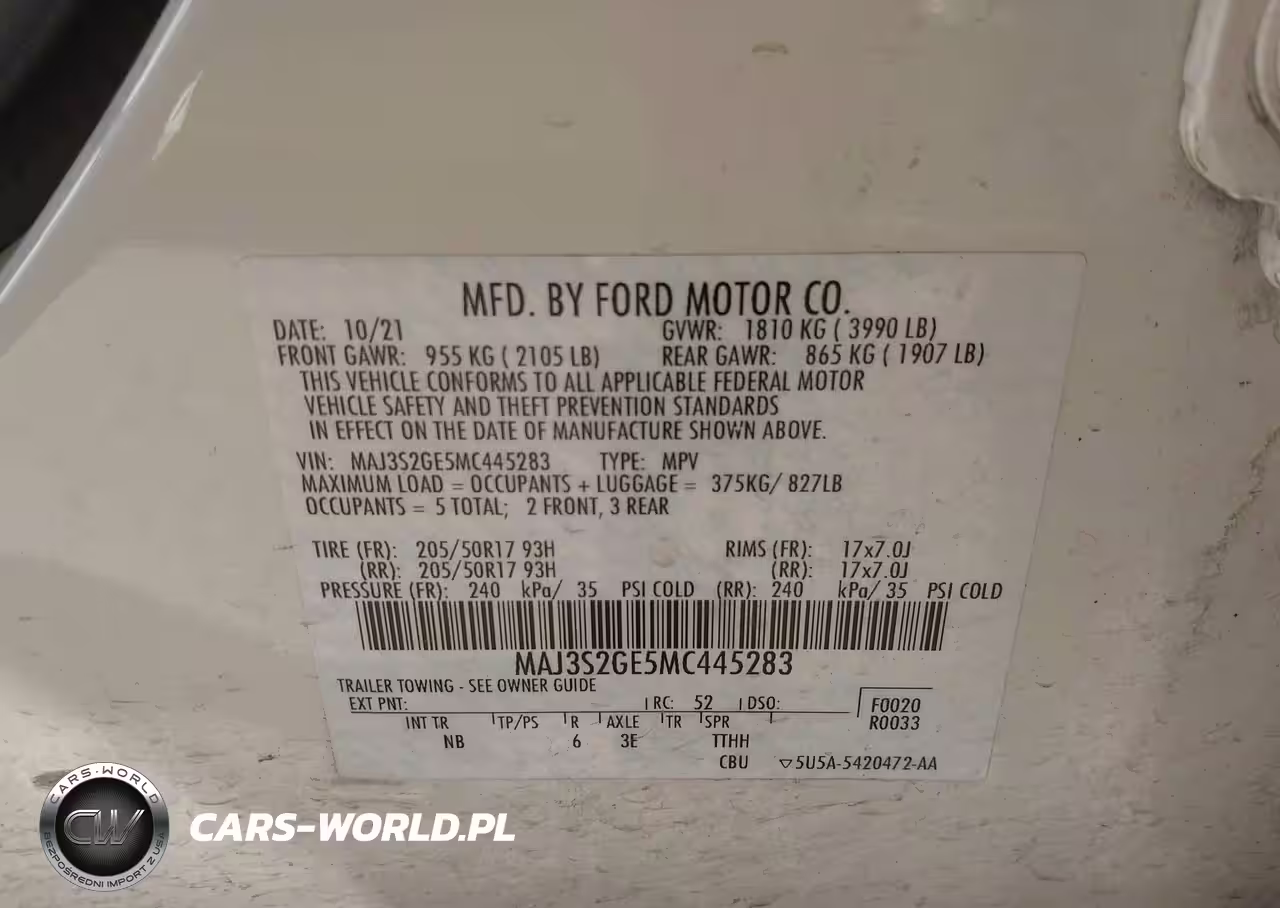 MFD. BY FORD MOTOR CO.
DATE: 10/21 GVWR: 1810 KG ( 3990 LB)
FRONT GAWR: 955 KG ( 2105 LB) REAR GAWR: 865 KG ( 1907 LB)
THIS VEHICLE CONFORMS TO ALL APPLICABLE FEDERAL MOTOR
VEHICLE SAFETY AND THEFT PREVENTION STANDARDS
IN EFFECT ON THE DATE OF MANUFACTURE SHOWN ABOVE.
VIN: MAJ3S2GE5MC445283 TYPE: MPV
MAXIMUM LOAD = OCCUPANTS + LUGGAGE = 375KG/ 827LB
OCCUPANTS = 5 TOTAL; 2 FRONT, 3 REAR
TIRE (FR): 205/50R17 93H RIMS (FR): 17x7.0J
(RR): 205/50R17 93H (RR): 17x7.0J
PRESSURE (FR): 240 kPa/ 35 PSI COLD (RR): 240 kPa/ 35 PSI COLD
MAJ3S2GE5MC445283
TRAILER TOWING - SEE OWNER GUIDE
EXT PNT: RC: 52 DSO: F0020
INT TR TP/PS R AXLE TR SPR R0033
NB 6 3E TTHH
CBU ▽5U5A-5420472-AA
CARS-WORLD
CW
BEZPOŚREDNI IMPORT Z USA
CARS-WORLD.PL